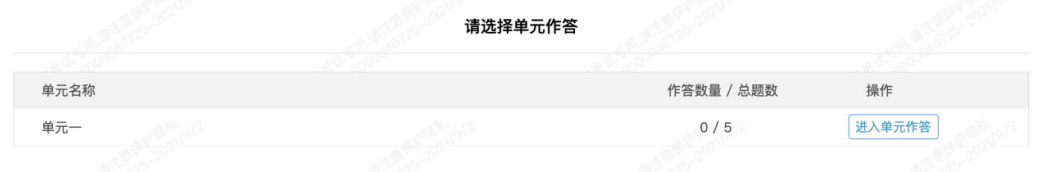 请选择单元作答
单元名称 作答数量 / 总题数 操作
单元一 0 / 5 进入单元作答